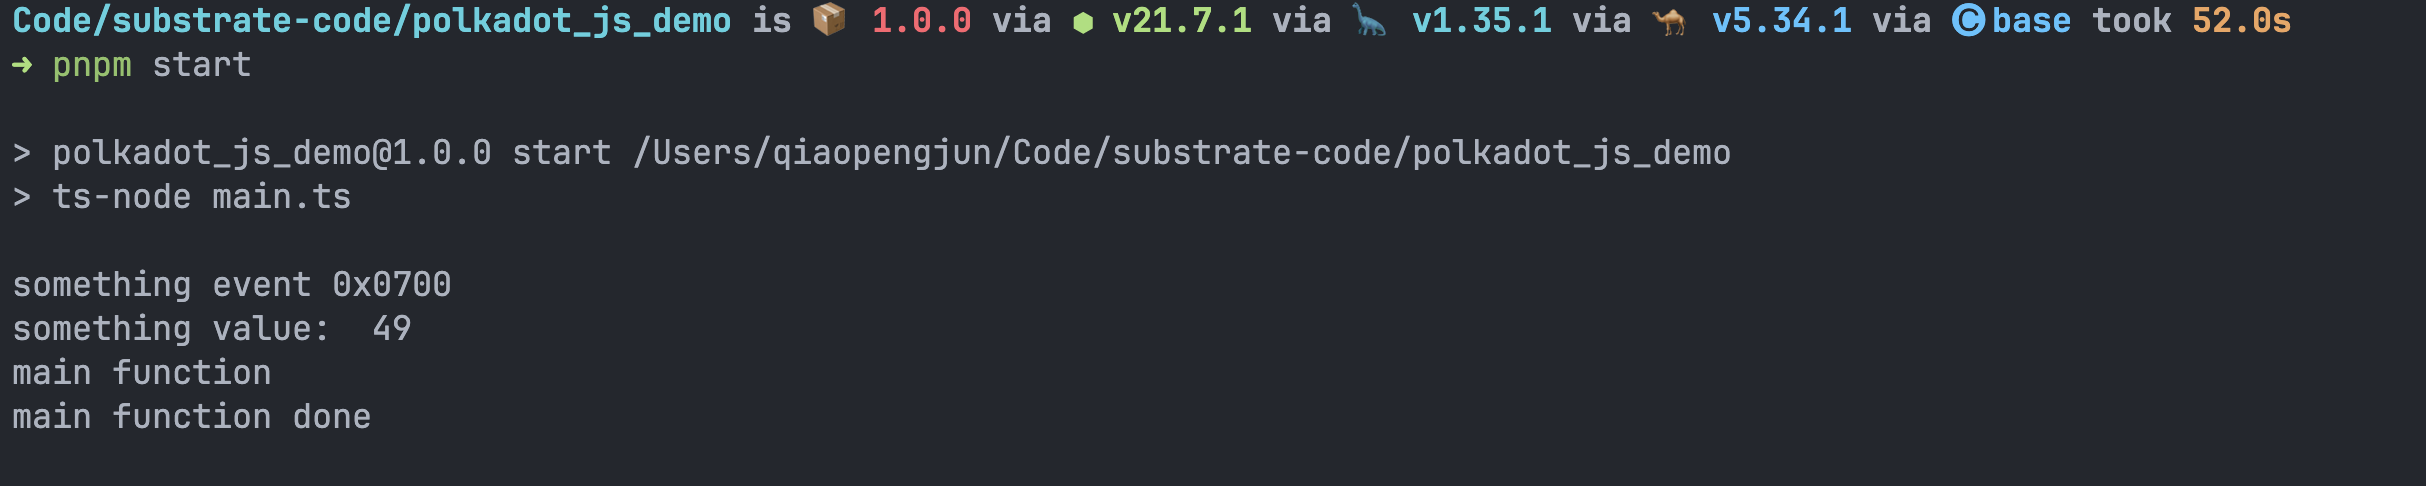 Code/substrate-code/polkadot_js_demo is 📦 1.0.0 via ⬢ v21.7.1 via 🦕 v1.35.1 via 🐪 v5.34.1 via 🅒 base took 52.0s
➜ pnpm start
> polkadot_js_demo@1.0.0 start /Users/qiaopengjun/Code/substrate-code/polkadot_js_demo
> ts-node main.ts
something event 0x0700
something value:  49
main function
main function done